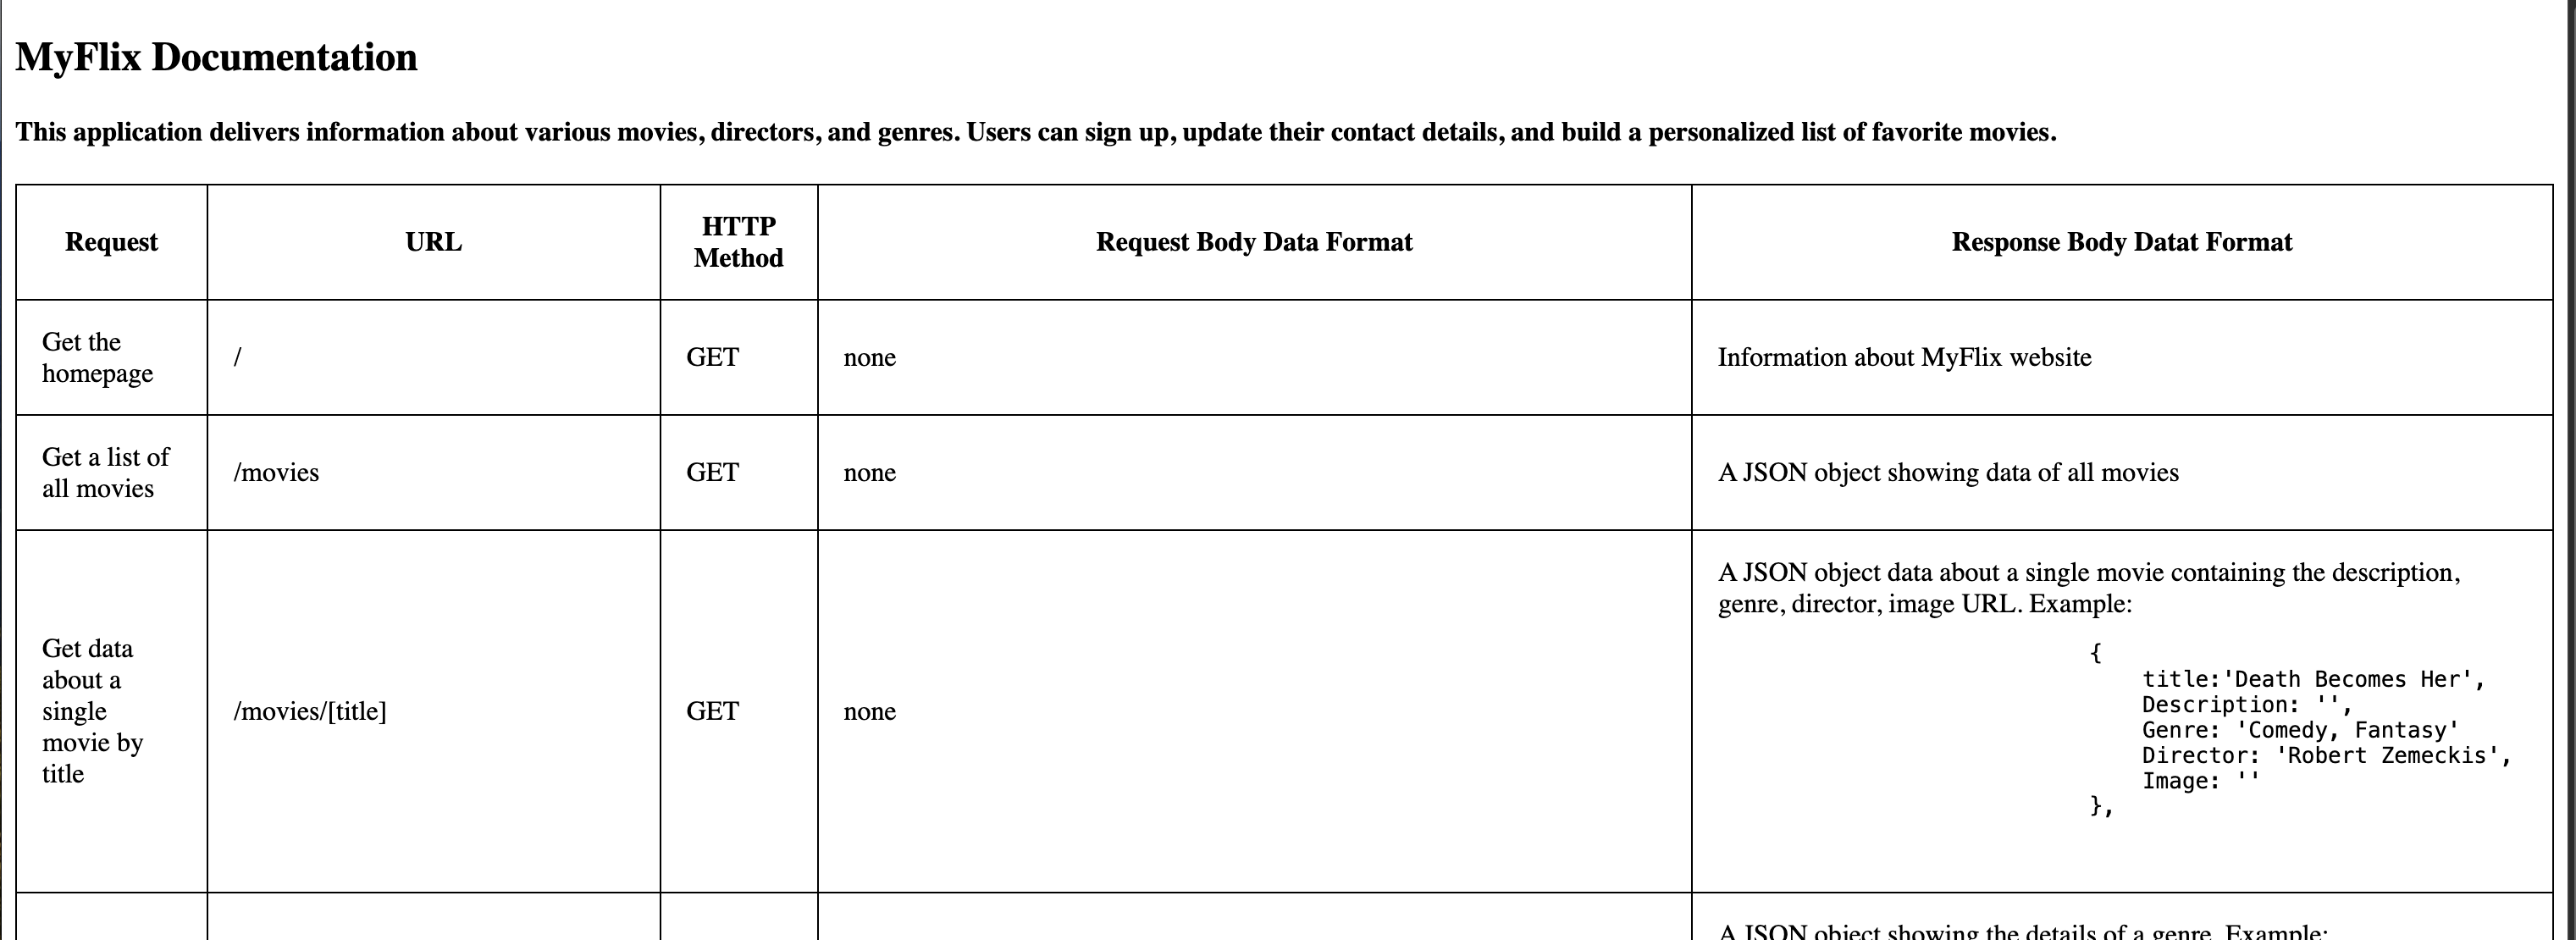 MyFlix Documentation
This application delivers information about various movies, directors, and genres. Users can sign up, update their contact details, and build a personalized list of favorite movies.
Request
URL
HTTP
Method
Request Body Data Format
Response Body Datat Format
Get the
homepage
/
GET
none
Information about MyFlix website
Get a list of
all movies
/movies
GET
none
A JSON object showing data of all movies
Get data
about a
single
movie by
title
/movies/[title]
GET
none
A JSON object data about a single movie containing the description,
genre, director, image URL. Example:
{
title:'Death Becomes Her',
Description: '',
Genre: 'Comedy, Fantasy'
Director: 'Robert Zemeckis',
Image: ''
},
A JSON object showing the details of a genre. Example: